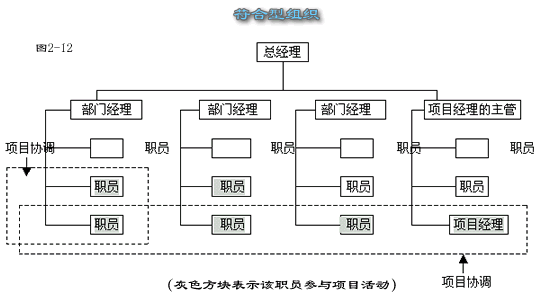 符合型组织
图2-12
总经理
部门经理 部门经理 部门经理 项目经理的主管
项目协调 职员 职员 职员 职员
职员 职员 职员 职员
职员 职员 职员 项目经理
(灰色方块表示该职员参与项目活动)
项目协调